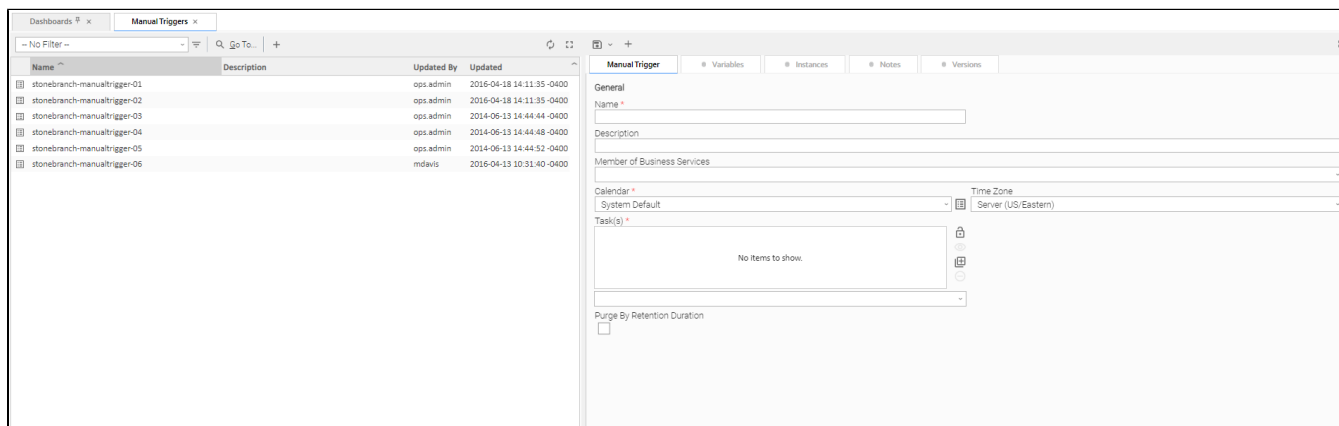 Dashboards
Manual Triggers
-- No Filter --
Go To...
Name Description Updated By Updated
stonebranch-manualtrigger-01 ops.admin 2016-04-18 14:11:35 -0400
stonebranch-manualtrigger-02 ops.admin 2016-04-18 14:11:35 -0400
stonebranch-manualtrigger-03 ops.admin 2014-06-13 14:44:44 -0400
stonebranch-manualtrigger-04 ops.admin 2014-06-13 14:44:48 -0400
stonebranch-manualtrigger-05 ops.admin 2014-06-13 14:44:52 -0400
stonebranch-manualtrigger-06 mdavis 2016-04-13 10:31:40 -0400
Manual Trigger Variables Instances Notes Versions
General
Name *
Description
Member of Business Services
Calendar * Time Zone
System Default Server (US/Eastern)
Task(s) *
No items to show.
Purge By Retention Duration